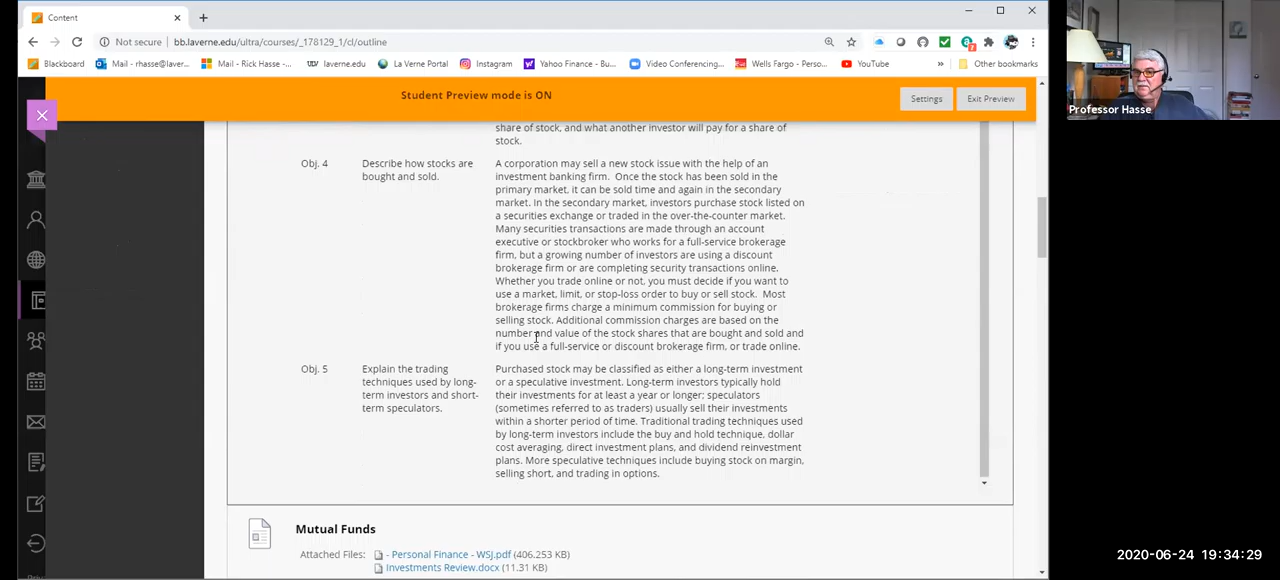 Content
Not secure
bb.laverne.edu/ultra/courses/_178129_1/cl/outline
Blackboard
Mail - rhasse@laver...
Mail - Rick Hasse -...
ULV
laverne.edu
La Verne Portal
Instagram
Yahoo Finance - Bu...
Video Conferencing...
Wells Fargo - Perso...
YouTube
»
Other bookmarks
Student Preview mode is ON
Settings
Exit Preview
Professor Hasse
share of stock, and what another investor will pay for a share of
stock.
Obj. 4
Describe how stocks are
bought and sold.
A corporation may sell a new stock issue with the help of an
investment banking firm. Once the stock has been sold in the
primary market, it can be sold time and again in the secondary
market. In the secondary market, investors purchase stock listed
on a securities exchange or traded in the over-the-counter market.
Many securities transactions are made through an account
executive or stockbroker who works for a full-service brokerage
firm, but a growing number of investors are using a discount
brokerage firm or are completing security transactions online.
Whether you trade online or not, you must decide if you want to
use a market, limit, or stop-loss order to buy or sell stock. Most
brokerage firms charge a minimum commission for buying or
selling stock. Additional commission charges are based on the
number and value of the stock shares that are bought and sold and
if you use a full-service or discount brokerage firm, or trade online.
Obj. 5
Explain the trading
techniques used by long-
term investors and short-
term speculators.
Purchased stock may be classified as either a long-term investment
or a speculative investment. Long-term investors typically hold
their investments for at least a year or longer; speculators
(sometimes referred to as traders) usually sell their investments
within a shorter period of time. Traditional trading techniques used
by long-term investors include the buy and hold technique, dollar
cost averaging, direct investment plans, and dividend reinvestment
plans. More speculative techniques include buying stock on margin,
selling short, and trading in options.
Mutual Funds
Attached Files:
- Personal Finance - WSJ.pdf (406.253 KB)
Investments Review.docx (11.31 KB)
2020-06-24 19:34:29